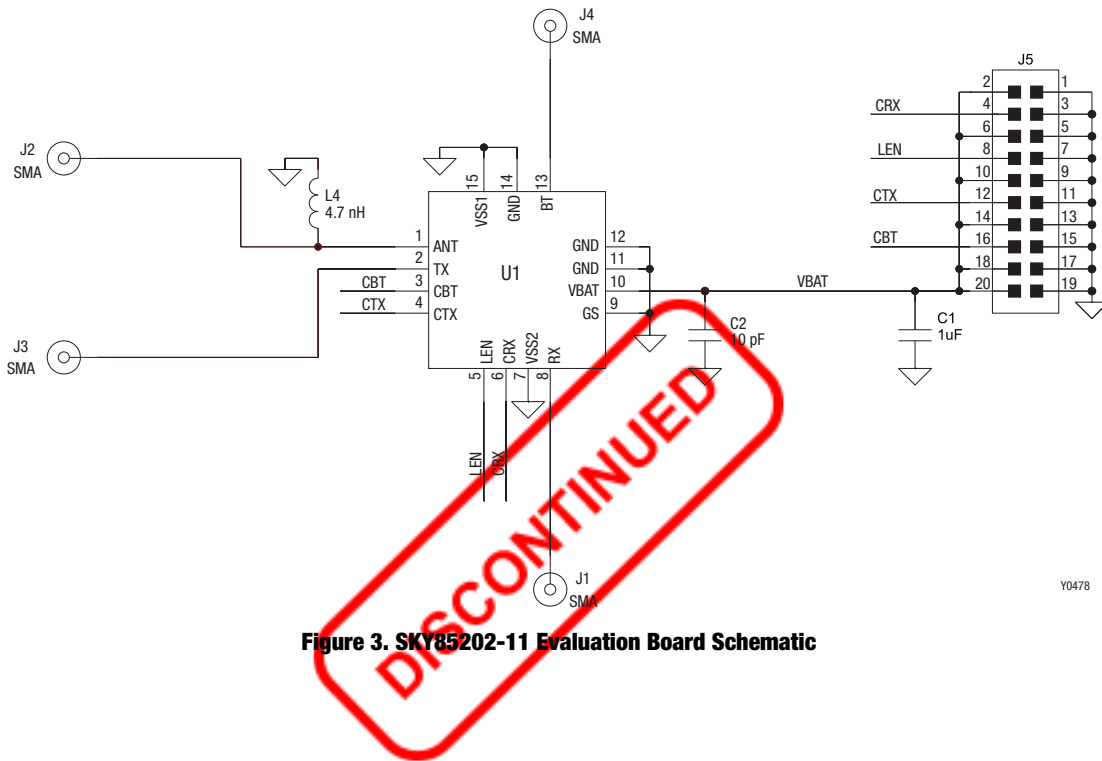 J4
SMA
J5
2 1
CRX 4 3
6 5
LEN 8 7
10 9
CTX 12 11
14 13
CBT 16 15
18 17
20 19
J2
SMA
L4
4.7 nH
15 14 13
VSS1 GND BT
1 ANT
2 TX
CBT 3 CBT
CTX 4 CTX
U1
GND 12
GND 11
VBAT 10
GS 9
VBAT
C2
10 pF
C1
1uF
J3
SMA
LEN CRX VSS2 RX
5 6 7 8
LEN CRX
J1
SMA
Y0478
DISCONTINUED
Figure 3. SKY85202-11 Evaluation Board Schematic